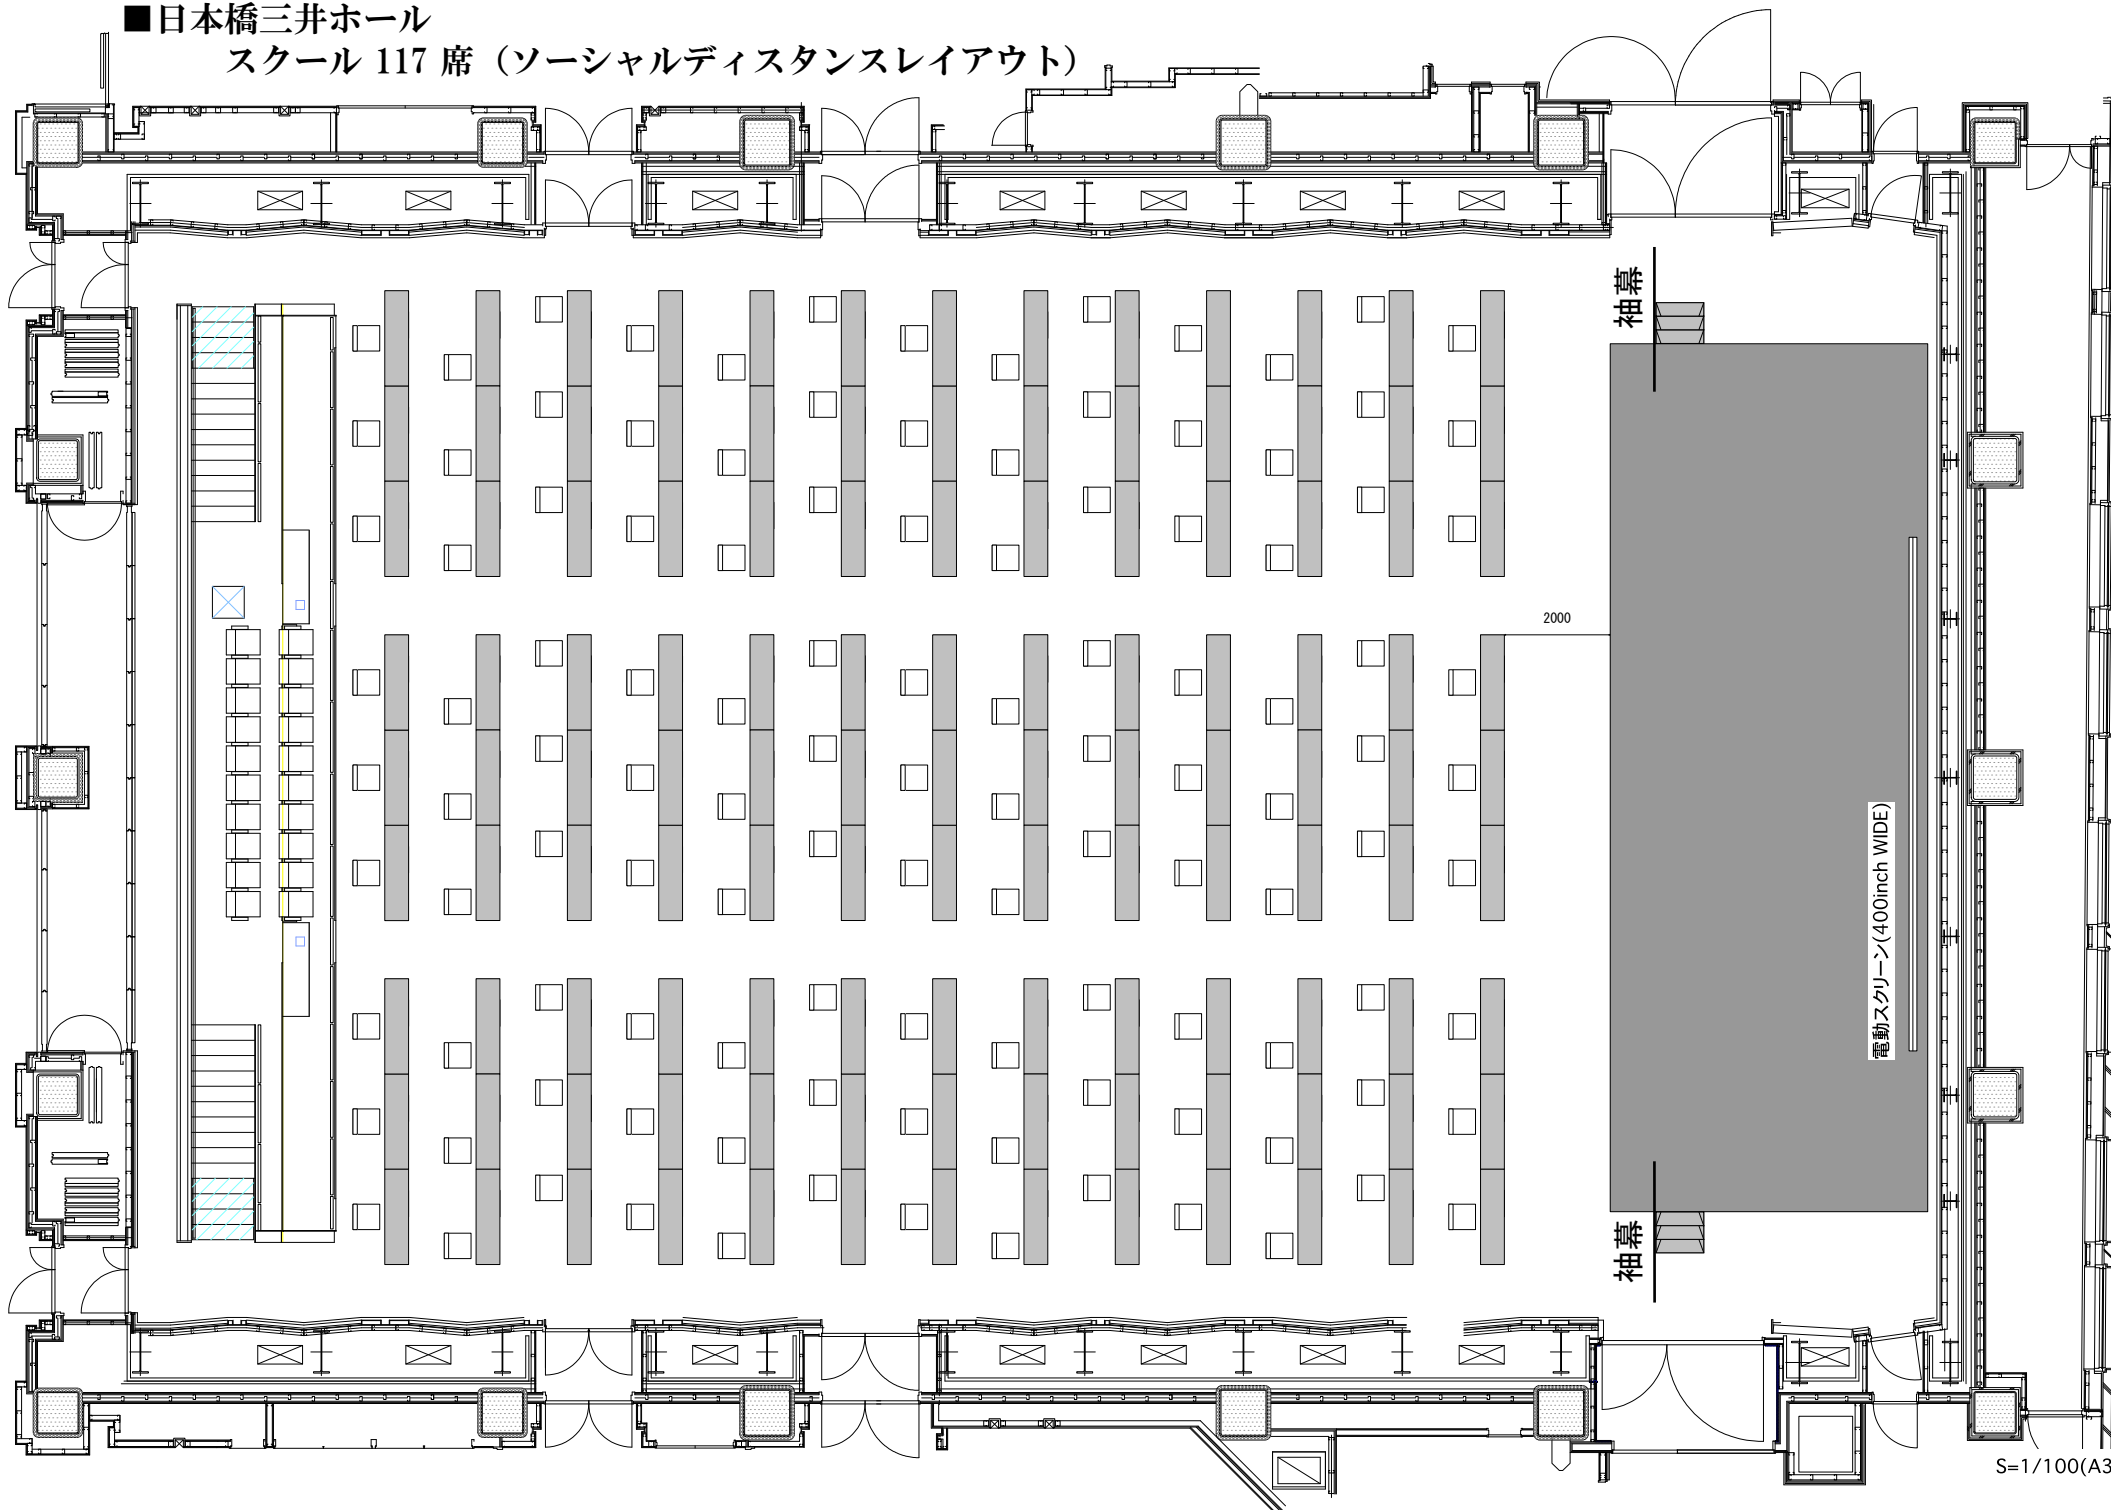 ■日本橋三井ホール
スクール 117 席（ソーシャルディスタンスレイアウト）
袖幕
2000
電動スクリーン(400inch WIDE)
袖幕
S=1/100(A3